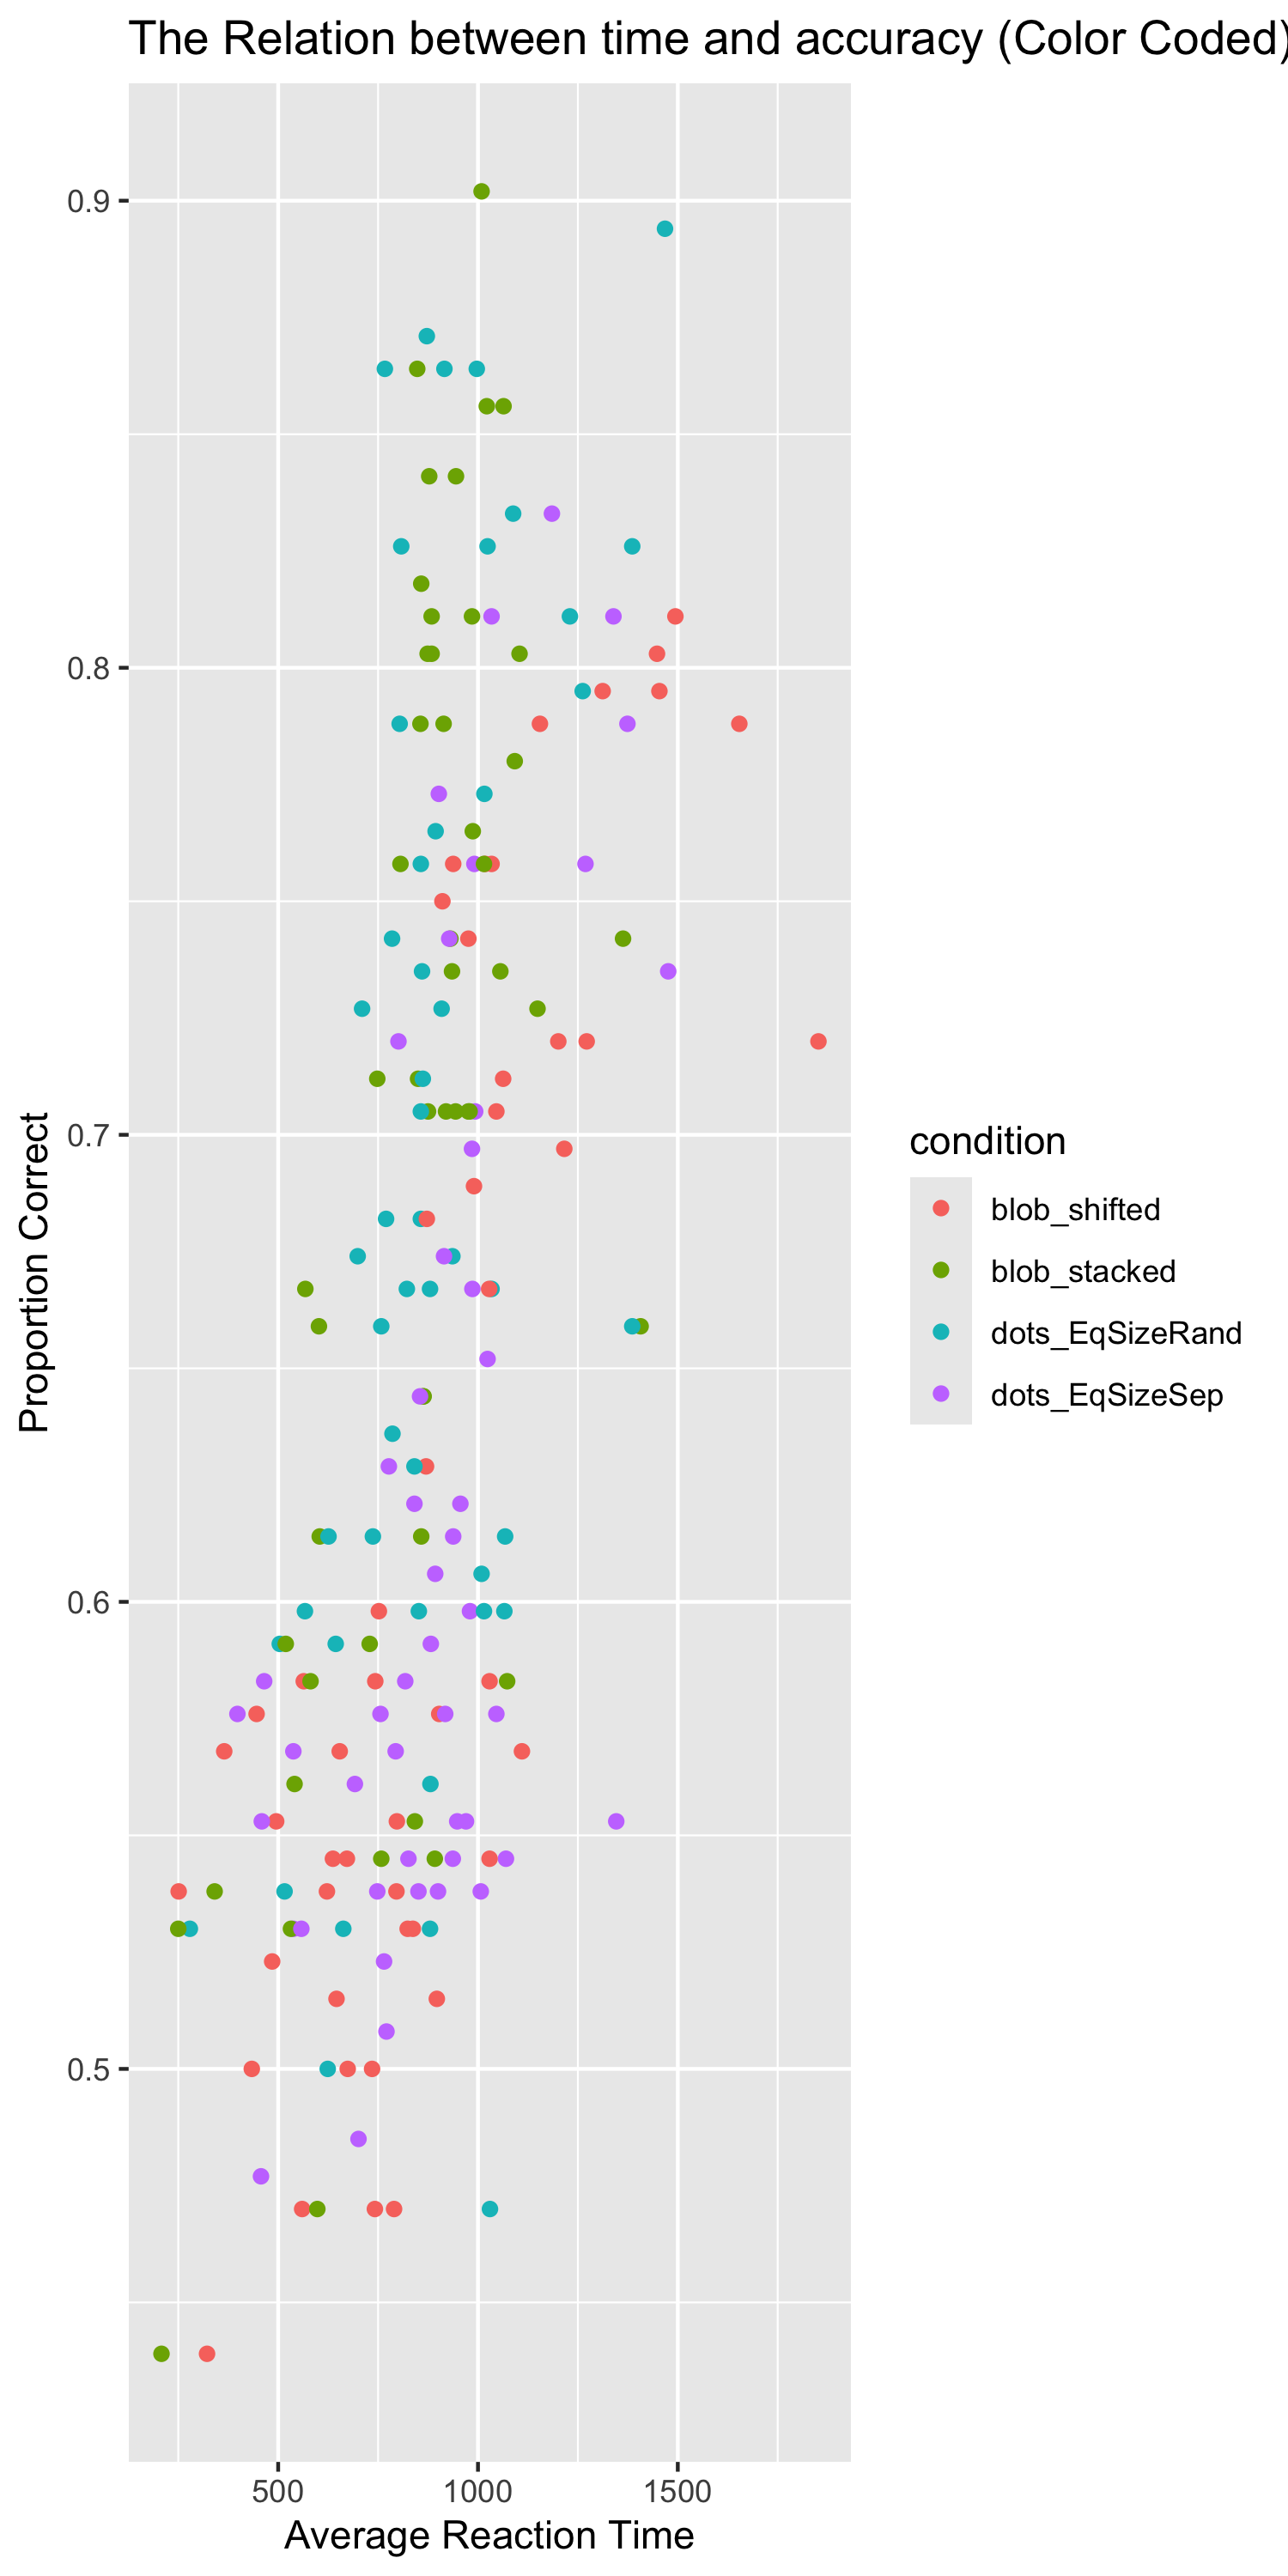 The Relation between time and accuracy (Color Coded)
0.9
0.8
0.7
0.6
0.5
Proportion Correct
500 1000 1500
Average Reaction Time
condition
blob_shifted
blob_stacked
dots_EqSizeRand
dots_EqSizeSep